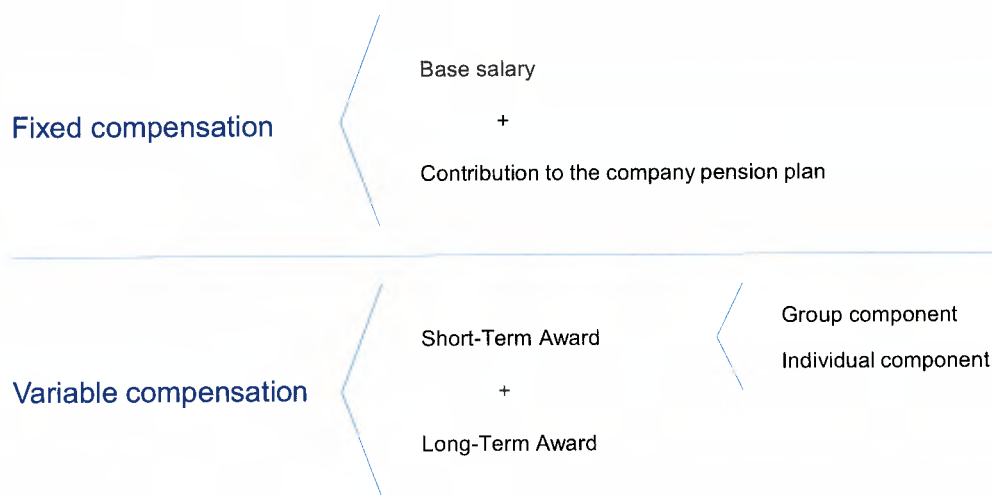 Base salary
Fixed compensation
+
Contribution to the company pension plan
Group component
Short-Term Award
Individual component
Variable compensation
+
Long-Term Award